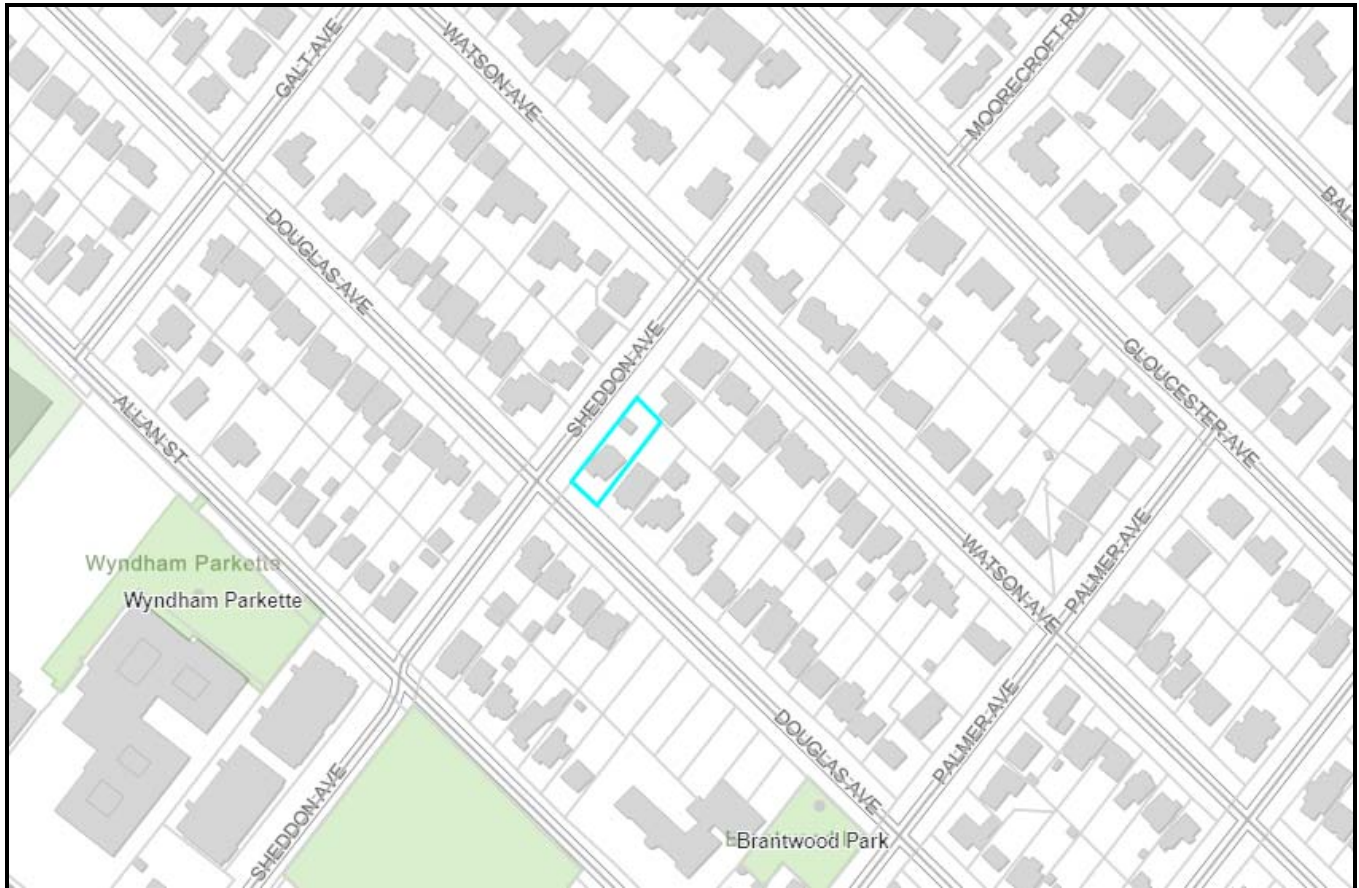 GALT AVE
WATSON AVE
MOORECROFT RD
DOUGLAS AVE
SHEDDON AVE
GLOUCESTER AVE
ALLAN ST
WATSON AVE
PALMER AVE
Wyndham Parkette
Wyndham Parkette
PALMER AVE
DOUGLAS AVE
SHEDDON AVE
Brantwood Park